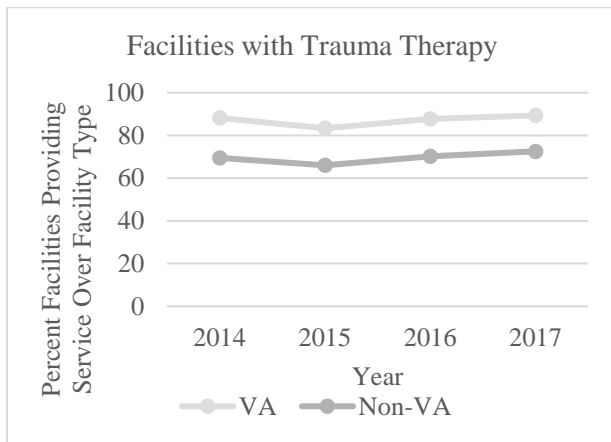 Facilities with Trauma Therapy
Percent Facilities Providing
Service Over Facility Type
100
80
60
40
20
0
2014 2015 2016 2017
Year
VA Non-VA